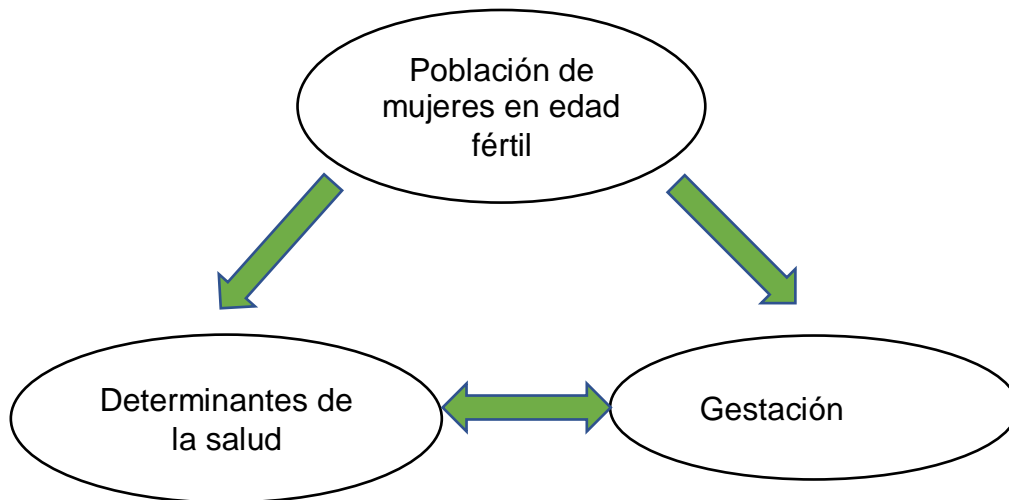 Población de
mujeres en edad
fértil
Determinantes de
la salud
Gestación